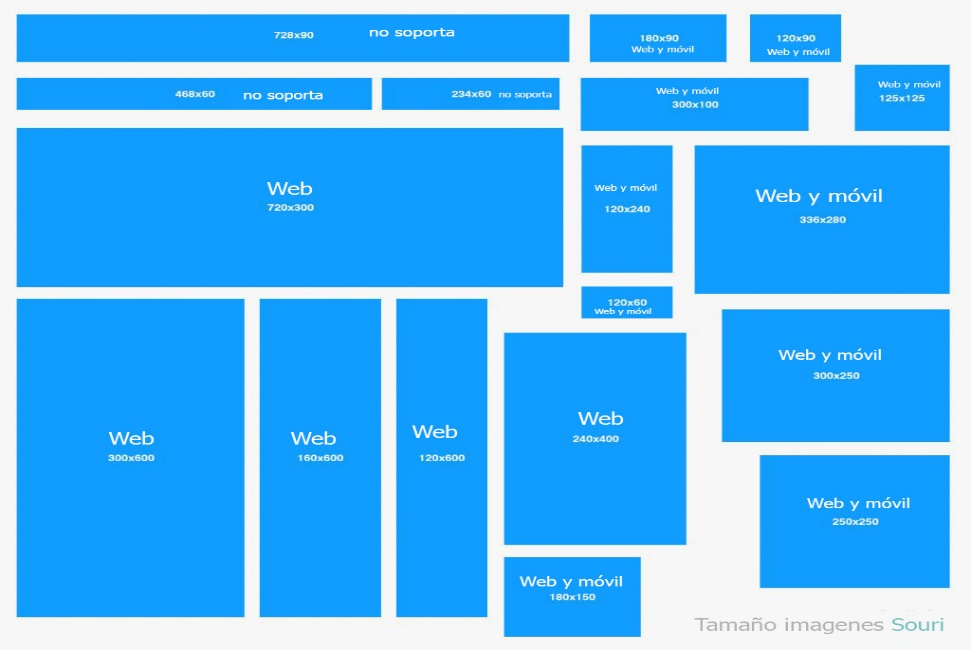 728x90 no soporta
180x90
Web y móvil
120x90
Web y móvil
468x60 no soporta
234x60 no soporta
Web y móvil
300x100
Web y móvil
125x125
Web
720x300
Web y móvil
120x240
Web y móvil
336x280
120x60
Web y móvil
Web
300x600
Web
160x600
Web
120x600
Web
240x400
Web y móvil
300x250
Web y móvil
250x250
Web y móvil
180x150
Tamaño imagenes Souri